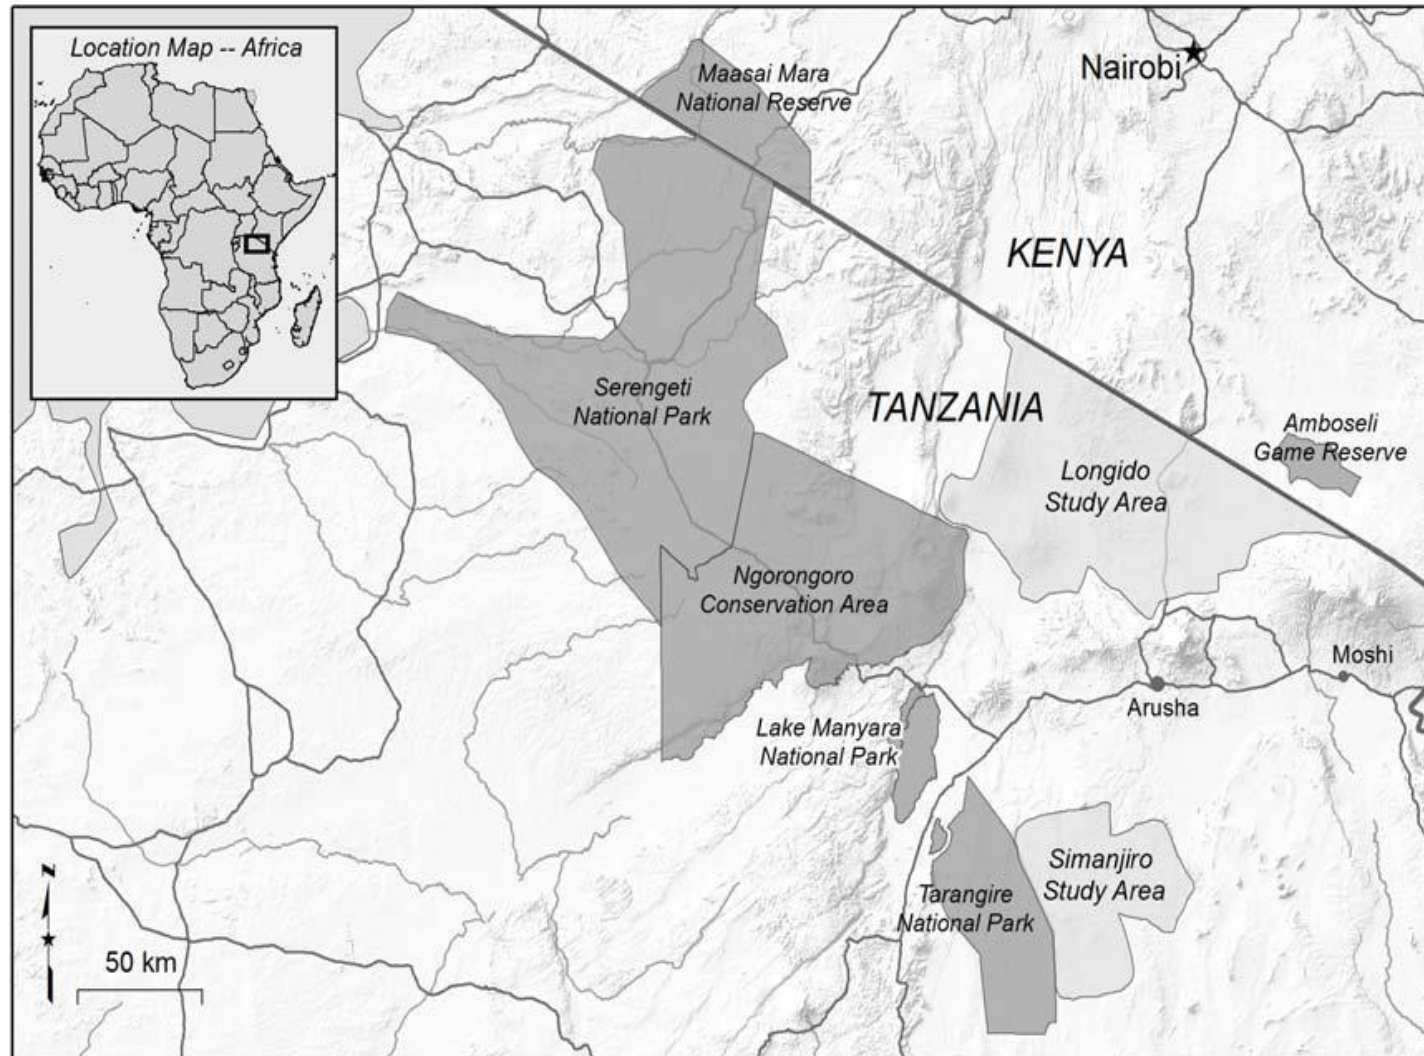 Location Map -- Africa
Maasai Mara
National Reserve
Nairobi
KENYA
Serengeti
National Park
TANZANIA
Amboseli
Game Reserve
Longido
Study Area
Ngorongoro
Conservation Area
Moshi
Arusha
Lake Manyara
National Park
Simanjiro
Study Area
Tarangire
National Park
N
50 km